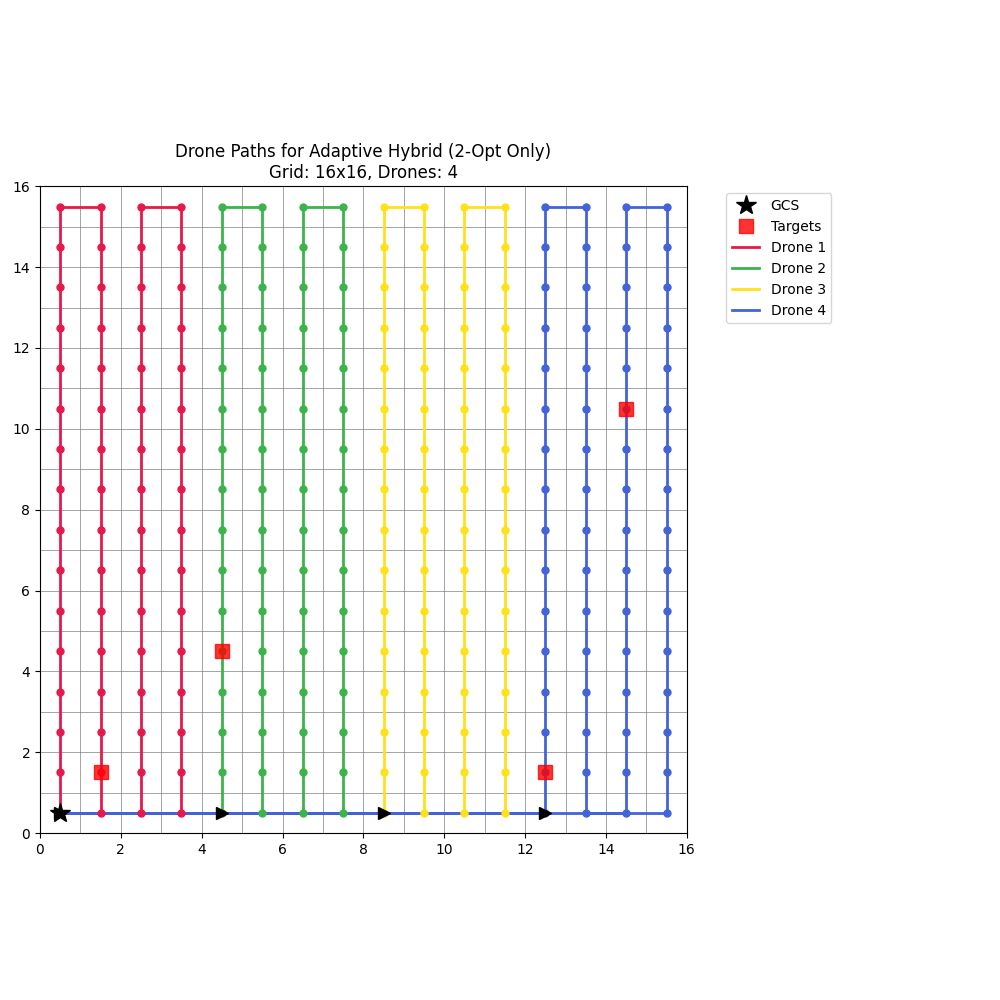 Drone Paths for Adaptive Hybrid (2-Opt Only)
Grid: 16x16, Drones: 4
GCS
Targets
Drone 1
Drone 2
Drone 3
Drone 4
16
14
12
10
8
6
4
2
0
0 2 4 6 8 10 12 14 16